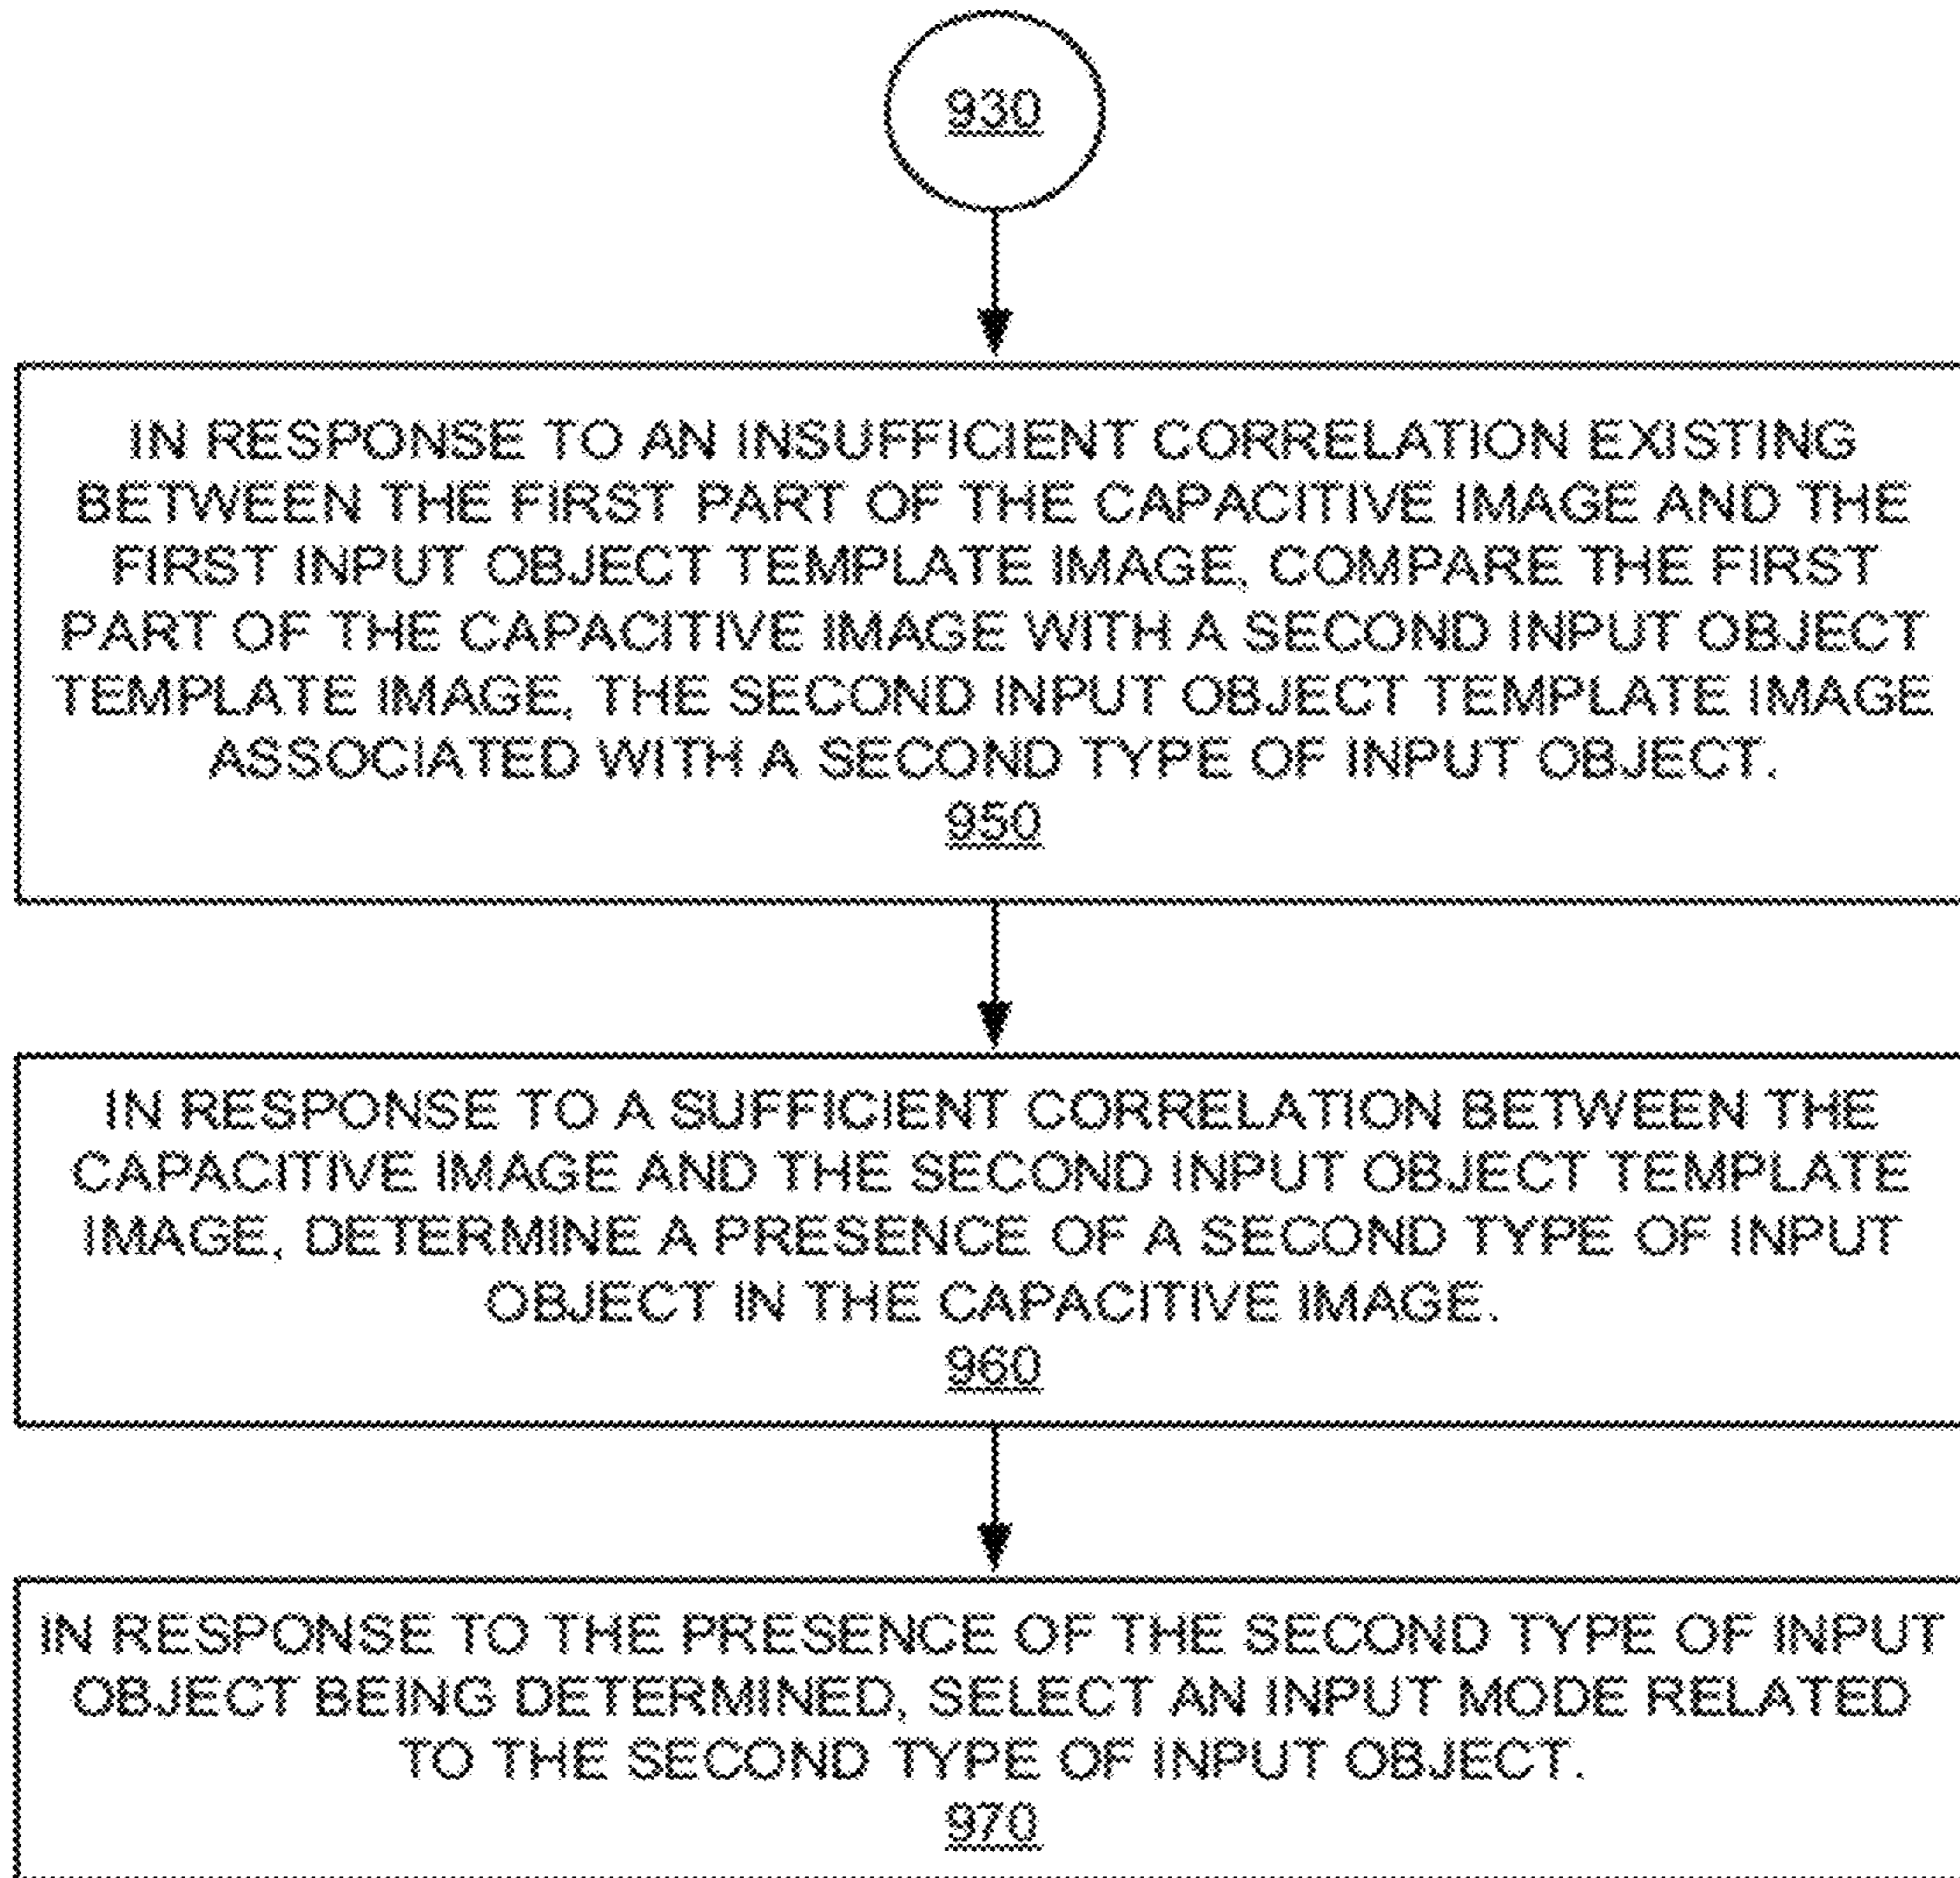 930
IN RESPONSE TO AN INSUFFICIENT CORRELATION EXISTING
BETWEEN THE FIRST PART OF THE CAPACITIVE IMAGE AND THE
FIRST INPUT OBJECT TEMPLATE IMAGE, COMPARE THE FIRST
PART OF THE CAPACITIVE IMAGE WITH A SECOND INPUT OBJECT
TEMPLATE IMAGE, THE SECOND INPUT OBJECT TEMPLATE IMAGE
ASSOCIATED WITH A SECOND TYPE OF INPUT OBJECT.
950
IN RESPONSE TO A SUFFICIENT CORRELATION BETWEEN THE
CAPACITIVE IMAGE AND THE SECOND INPUT OBJECT TEMPLATE
IMAGE, DETERMINE A PRESENCE OF A SECOND TYPE OF INPUT
OBJECT IN THE CAPACITIVE IMAGE.
960
IN RESPONSE TO THE PRESENCE OF THE SECOND TYPE OF INPUT
OBJECT BEING DETERMINED, SELECT AN INPUT MODE RELATED
TO THE SECOND TYPE OF INPUT OBJECT.
970